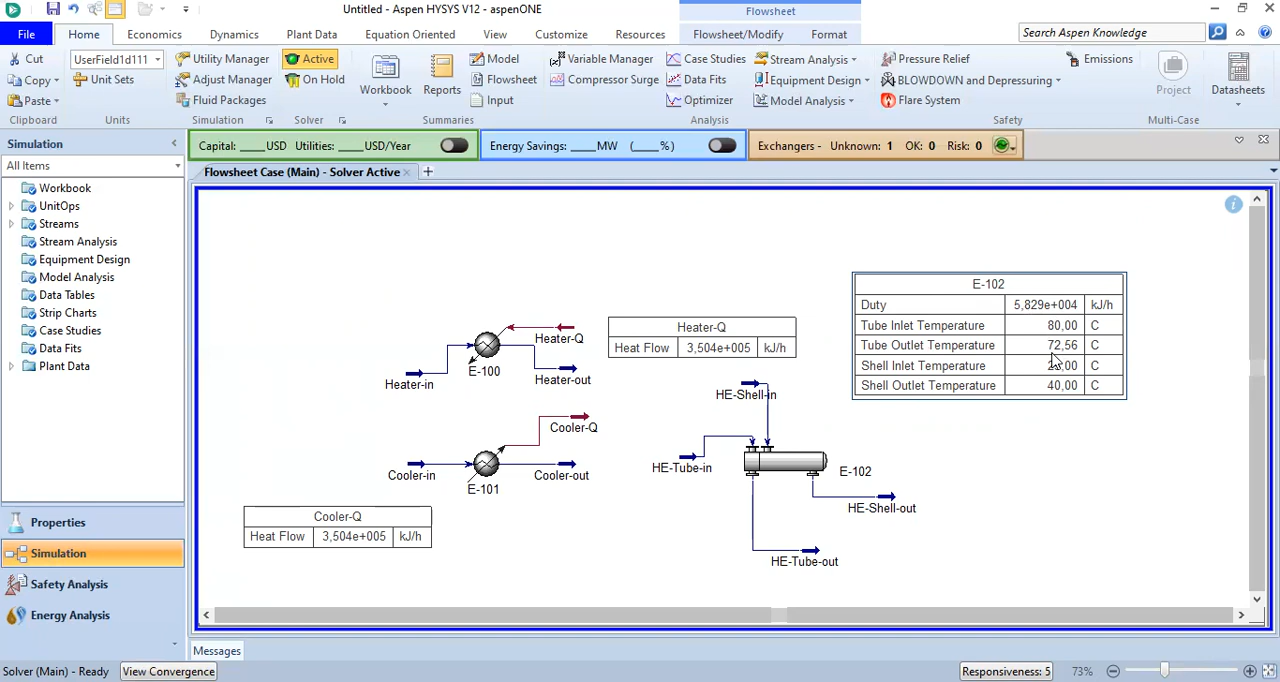 Untitled - Aspen HYSYS V12 - aspenONE
Flowsheet
File Home Economics Dynamics Plant Data Equation Oriented View Customize Resources Flowsheet/Modify Format Search Aspen Knowledge
Cut UserField1d111 Utility Manager Active Model Variable Manager Case Studies Stream Analysis Pressure Relief Emissions
Copy Unit Sets Adjust Manager On Hold Workbook Reports Flowsheet Compressor Surge Data Fits Equipment Design BLOWDOWN and Depressuring Project Datasheets
Paste Fluid Packages Input Optimizer Model Analysis Flare System
Clipboard Units Simulation Solver Summaries Analysis Safety Multi-Case
Simulation
Capital: ____USD Utilities: ____USD/Year
Energy Savings: ____MW (____%)
Exchangers - Unknown: 1 OK: 0 Risk: 0
All Items
Flowsheet Case (Main) - Solver Active
Workbook
UnitOps
Streams
Stream Analysis
Equipment Design
Model Analysis
Data Tables
Strip Charts
Case Studies
Data Fits
Plant Data
Properties
Simulation
Safety Analysis
Energy Analysis
Heater-Q
Heater-in
E-100
Heater-out
Heater-Q
Heat Flow 3,504e+005 kJ/h
Cooler-Q
Cooler-in
E-101
Cooler-out
Cooler-Q
Heat Flow 3,504e+005 kJ/h
HE-Shell-in
HE-Tube-in
E-102
HE-Shell-out
HE-Tube-out
E-102
Duty 5,829e+004 kJ/h
Tube Inlet Temperature 80,00 C
Tube Outlet Temperature 72,56 C
Shell Inlet Temperature C
Shell Outlet Temperature 40,00 C
Messages
Solver (Main) - Ready View Convergence Responsiveness: 5 73%